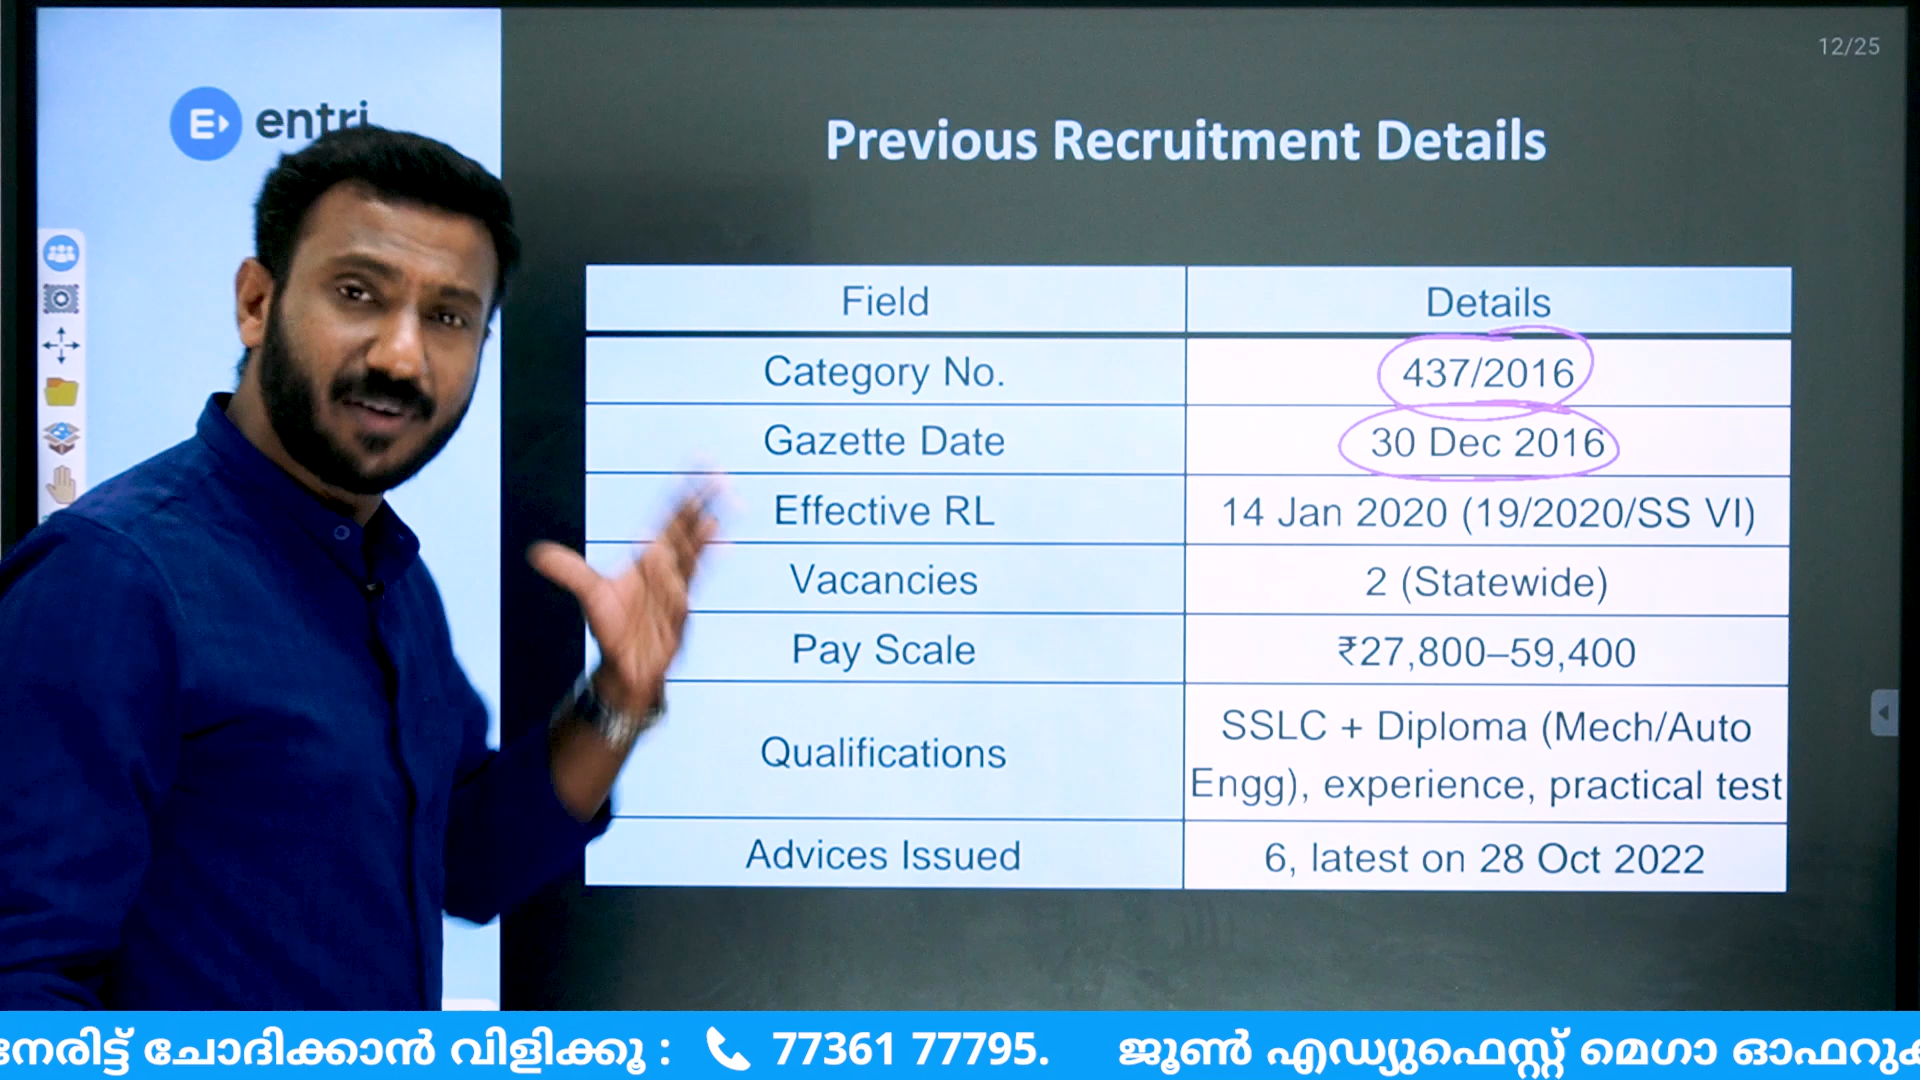 12/25
entri
Previous Recruitment Details
Field Details
Category No. 437/2016
Gazette Date 30 Dec 2016
Effective RL 14 Jan 2020 (19/2020/SS VI)
Vacancies 2 (Statewide)
Pay Scale ₹27,800–59,400
Qualifications SSLC + Diploma (Mech/Auto
Engg), experience, practical test
Advices Issued 6, latest on 28 Oct 2022
നേരിട്ട് ചോദിക്കാൻ വിളിക്കൂ : 77361 77795. ജൂൺ എഡ്യുഫെസ്റ്റ് മെഗാ